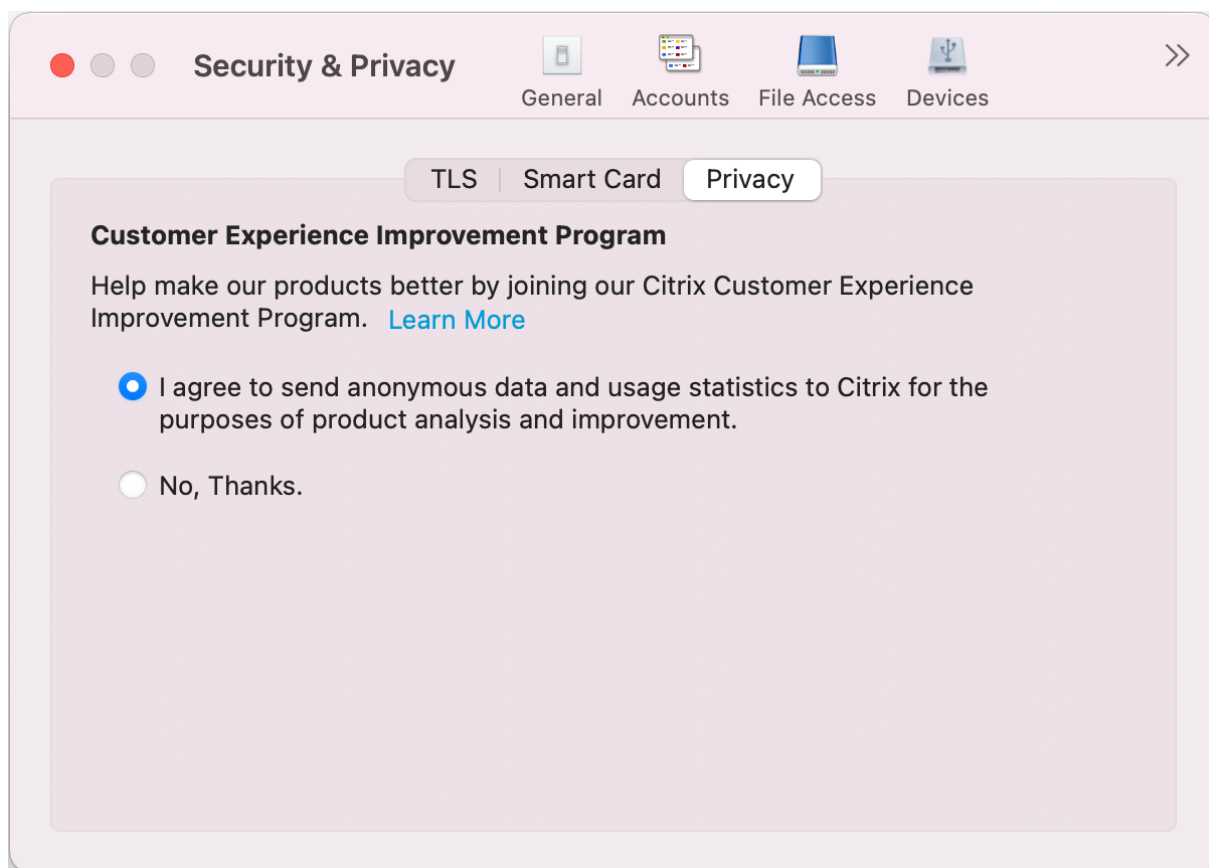 Security & Privacy
General
Accounts
File Access
Devices
TLS
Smart Card
Privacy
Customer Experience Improvement Program
Help make our products better by joining our Citrix Customer Experience
Improvement Program. Learn More
I agree to send anonymous data and usage statistics to Citrix for the
purposes of product analysis and improvement.
No, Thanks.